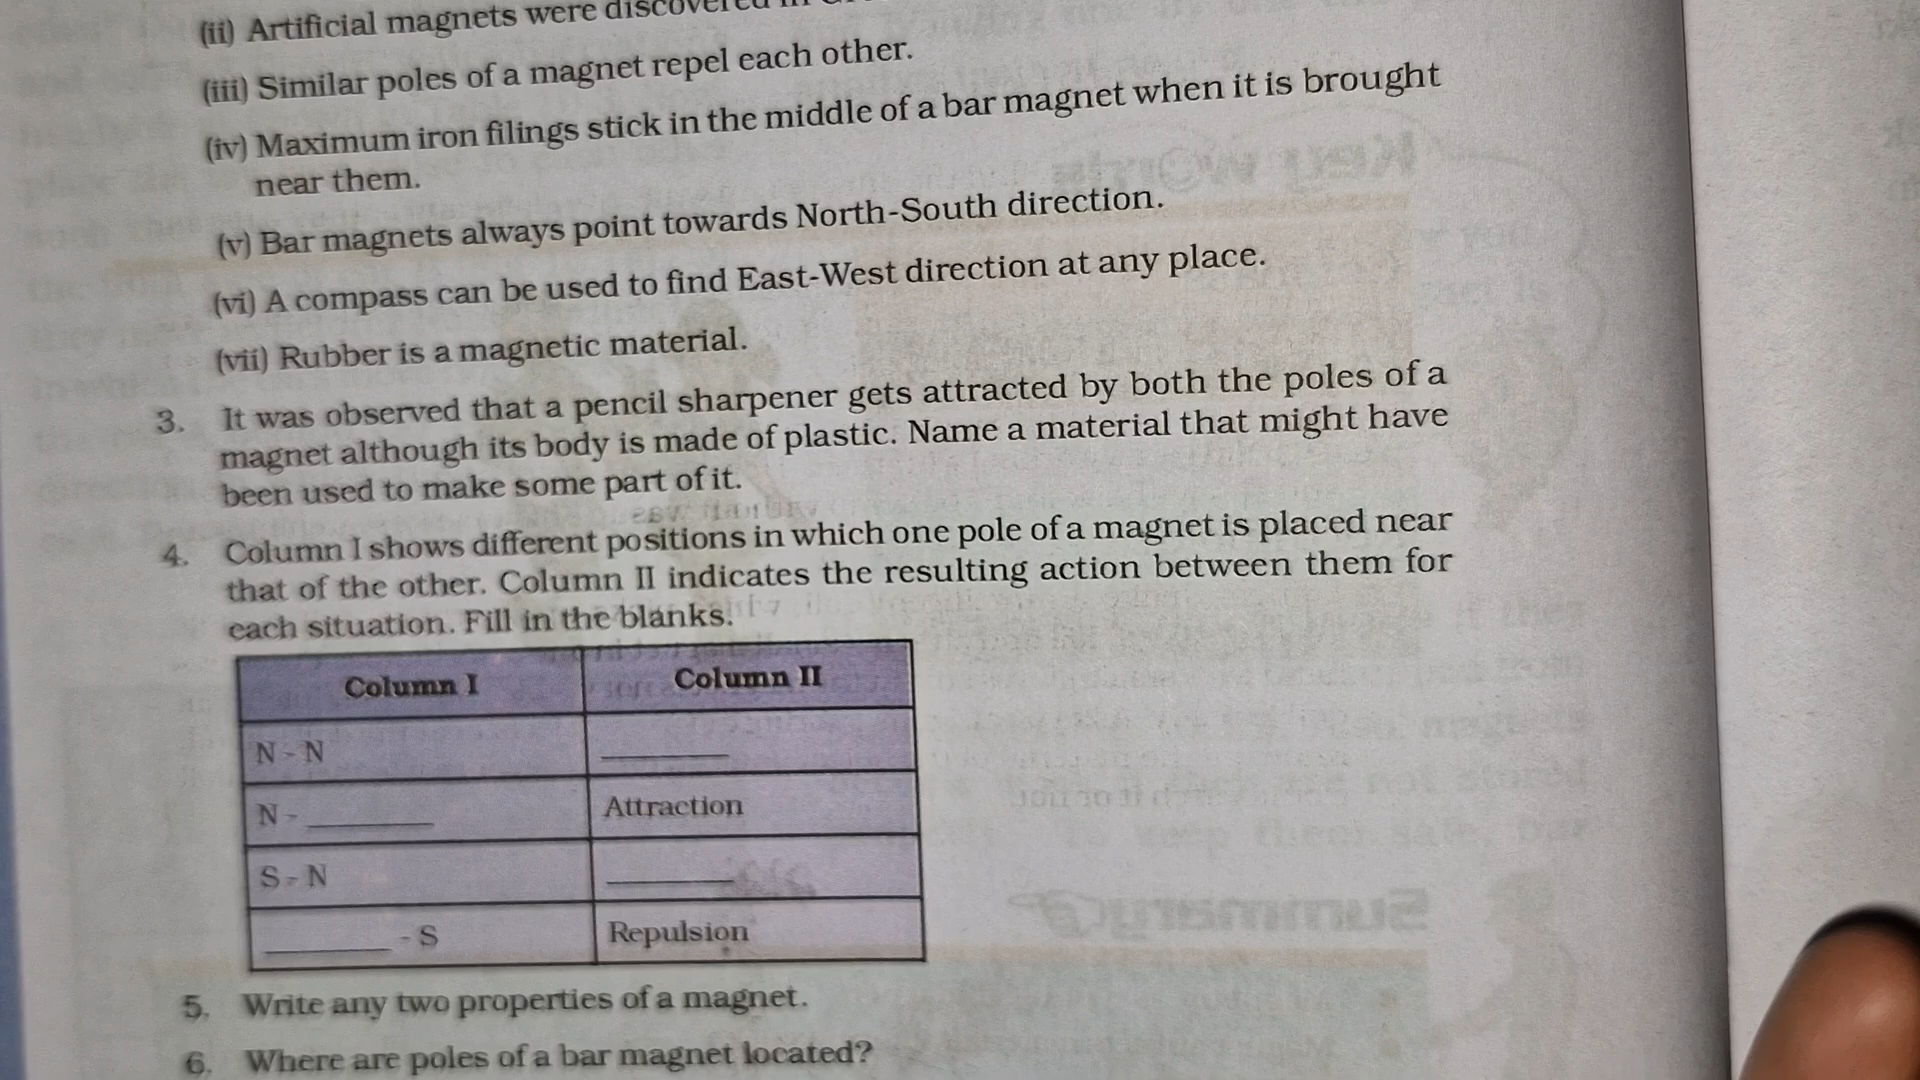 (ii) Artificial magnets were discovered in
(iii) Similar poles of a magnet repel each other.
(iv) Maximum iron filings stick in the middle of a bar magnet when it is brought
near them.
(v) Bar magnets always point towards North-South direction.
(vi) A compass can be used to find East-West direction at any place.
(vii) Rubber is a magnetic material.
3. It was observed that a pencil sharpener gets attracted by both the poles of a
magnet although its body is made of plastic. Name a material that might have
been used to make some part of it.
4. Column I shows different positions in which one pole of a magnet is placed near
that of the other. Column II indicates the resulting action between them for
each situation. Fill in the blanks.
Column I Column II
N - N ________
N - ________ Attraction
S - N ________
________ - S Repulsion
5. Write any two properties of a magnet.
6. Where are poles of a bar magnet located?